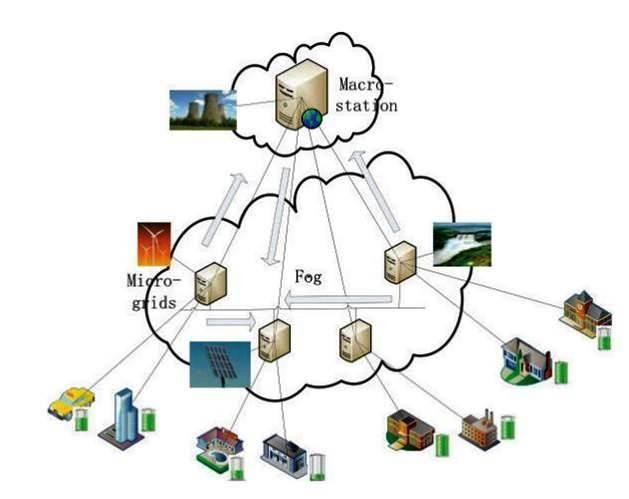 Macro-
station
Fog
Micro-
grids